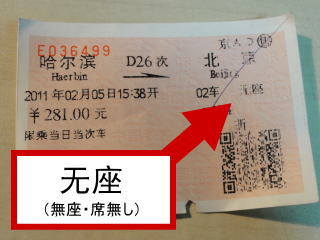 E036499
哈尔滨 D26次 北京
Haerbin Beijing
2011年02月05日15:38开 02车 无座
￥281.00元
限乘当日当次车
无座
(無座・席無し)